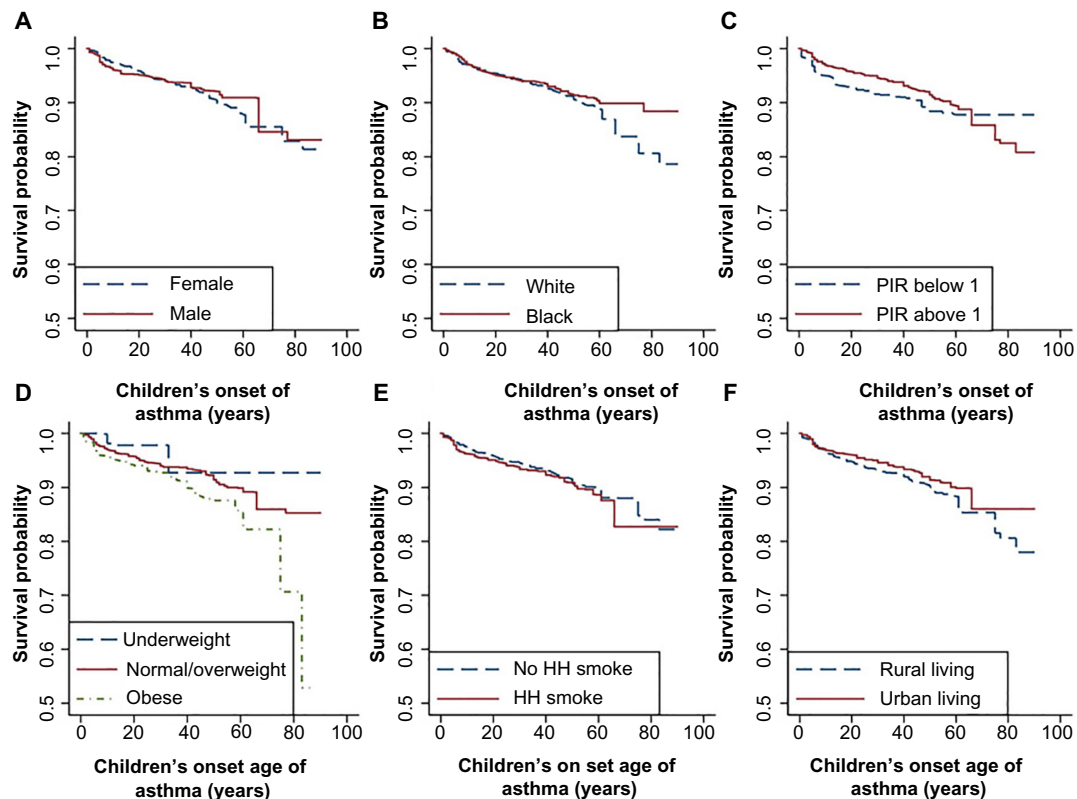 A
Survival probability
1.0
0.9
0.8
0.7
0.6
0.5
Female
Male
0 20 40 60 80 100
Children's onset of
asthma (years)
B
Survival probability
1.0
0.9
0.8
0.7
0.6
0.5
White
Black
0 20 40 60 80 100
Children's onset of
asthma (years)
C
Survival probability
1.0
0.9
0.8
0.7
0.6
0.5
PIR below 1
PIR above 1
0 20 40 60 80 100
Children's onset of
asthma (years)
D
Survival probability
1.0
0.9
0.8
0.7
0.6
0.5
Underweight
Normal/overweight
Obese
0 20 40 60 80 100
Children's onset age of
asthma (years)
E
Survival probability
1.0
0.9
0.8
0.7
0.6
0.5
No HH smoke
HH smoke
0 20 40 60 80 100
Children's on set age of
asthma (years)
F
Survival probability
1.0
0.9
0.8
0.7
0.6
0.5
Rural living
Urban living
0 20 40 60 80 100
Children's onset age of
asthma (years)